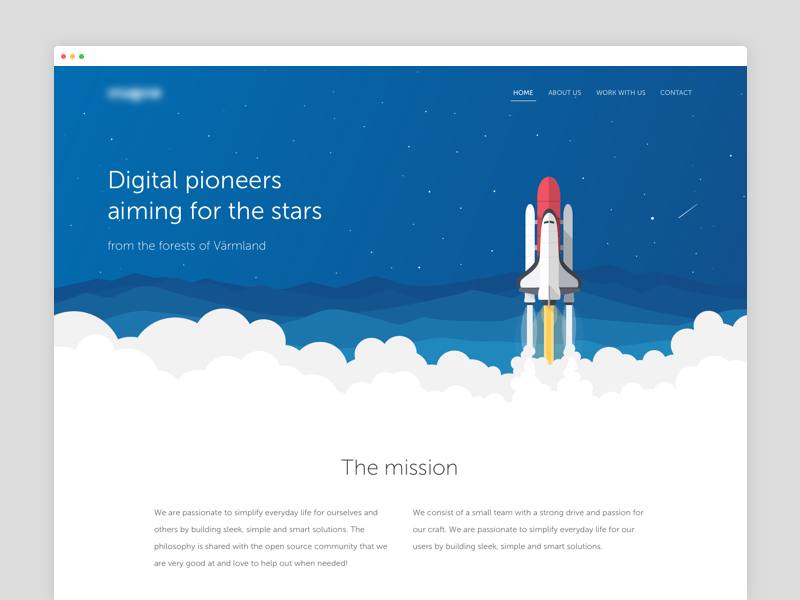 HOME ABOUT US WORK WITH US CONTACT
Digital pioneers
aiming for the stars
from the forests of Värmland
The mission
We are passionate to simplify everyday life for ourselves and
others by building sleek, simple and smart solutions. The
philosophy is shared with the open source community that we
are very good at and love to help out when needed!
We consist of a small team with a strong drive and passion for
our craft. We are passionate to simplify everyday life for our
users by building sleek, simple and smart solutions.